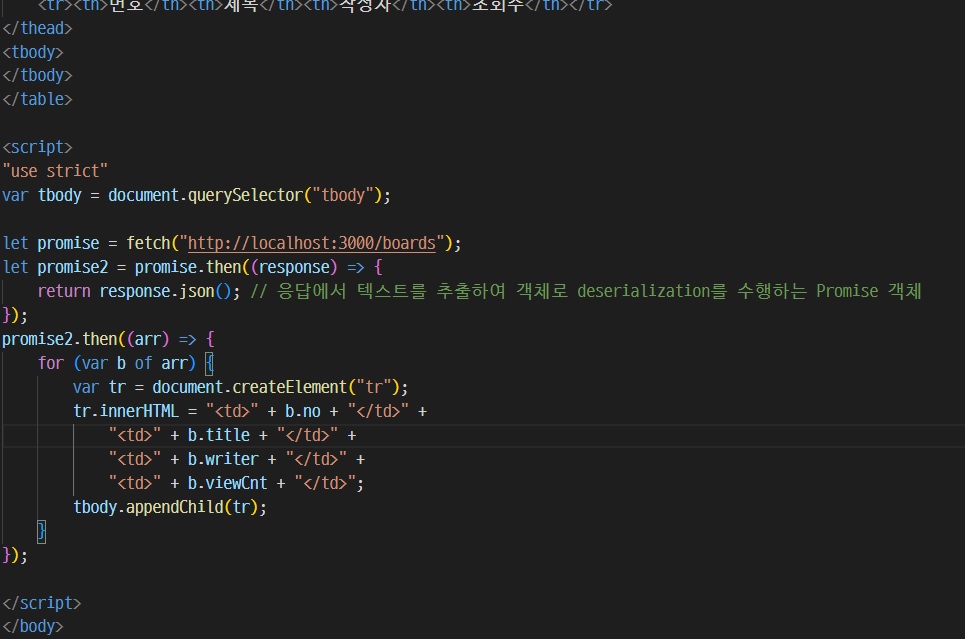 <tr><th>번호</th><th>제목</th><th>작성자</th><th>조회수</th></tr>
</thead>
<tbody>
</tbody>
</table>
<script>
"use strict"
var tbody = document.querySelector("tbody");
let promise = fetch("http://localhost:3000/boards");
let promise2 = promise.then((response) => {
return response.json(); // 응답에서 텍스트를 추출하여 객체로 deserialization를 수행하는 Promise 객체
});
promise2.then((arr) => {
for (var b of arr) {
var tr = document.createElement("tr");
tr.innerHTML = "<td>" + b.no + "</td>" +
"<td>" + b.title + "</td>" +
"<td>" + b.writer + "</td>" +
"<td>" + b.viewCnt + "</td>";
tbody.appendChild(tr);
}
});
</script>
</body>